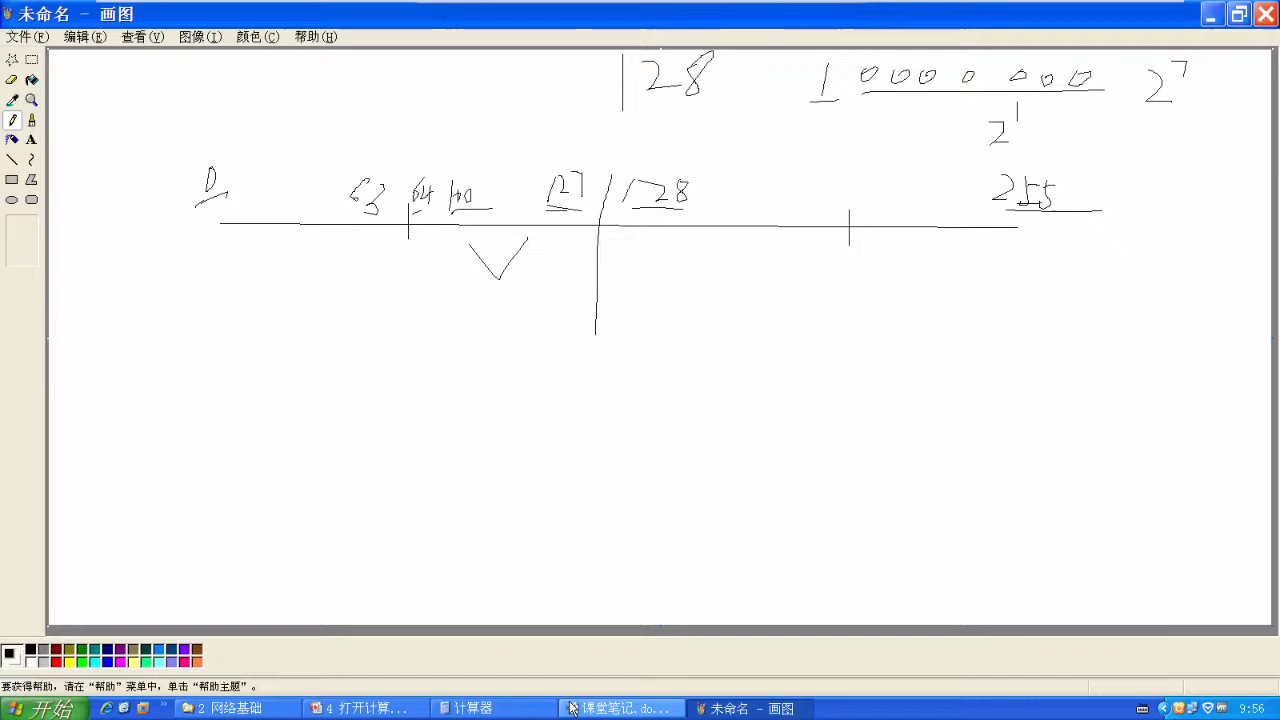 未命名 - 画图
文件(F) 编辑(E) 查看(V) 图像(I) 颜色(C) 帮助(H)
128 1 0000 000 2^7
2^1
0 63 64 100 127 128 255
要获得帮助，请在“帮助”菜单中，单击“帮助主题”。
开始 2 网络基础 4 打开计算... 计算器 课堂笔记.do... 未命名 - 画图 9:56